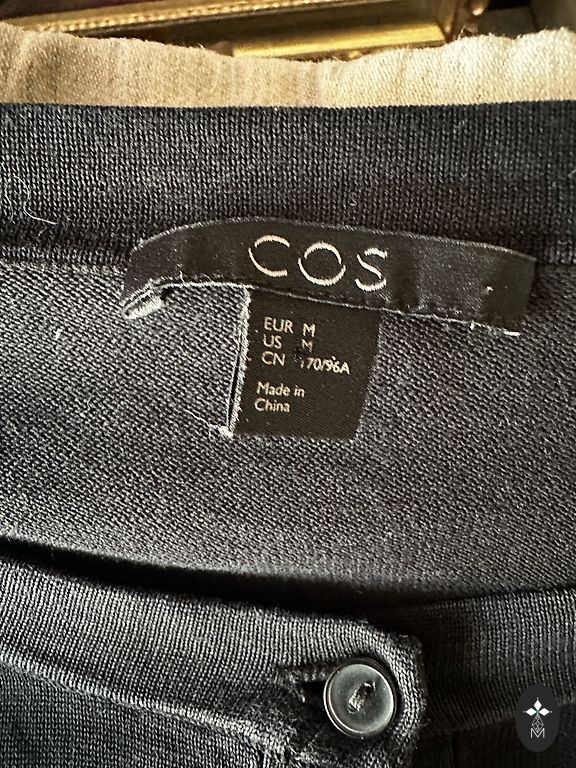 COS
EUR M
US M
CN 170/96A
Made in
China
M